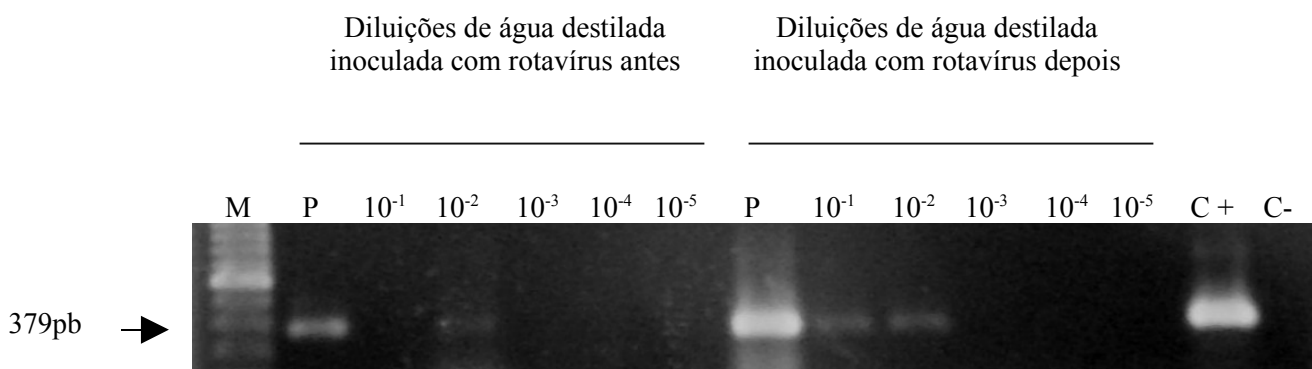 Diluições de água destilada
inoculada com rotavírus antes
Diluições de água destilada
inoculada com rotavírus depois
M P 10⁻¹ 10⁻² 10⁻³ 10⁻⁴ 10⁻⁵ P 10⁻¹ 10⁻² 10⁻³ 10⁻⁴ 10⁻⁵ C + C-
379pb